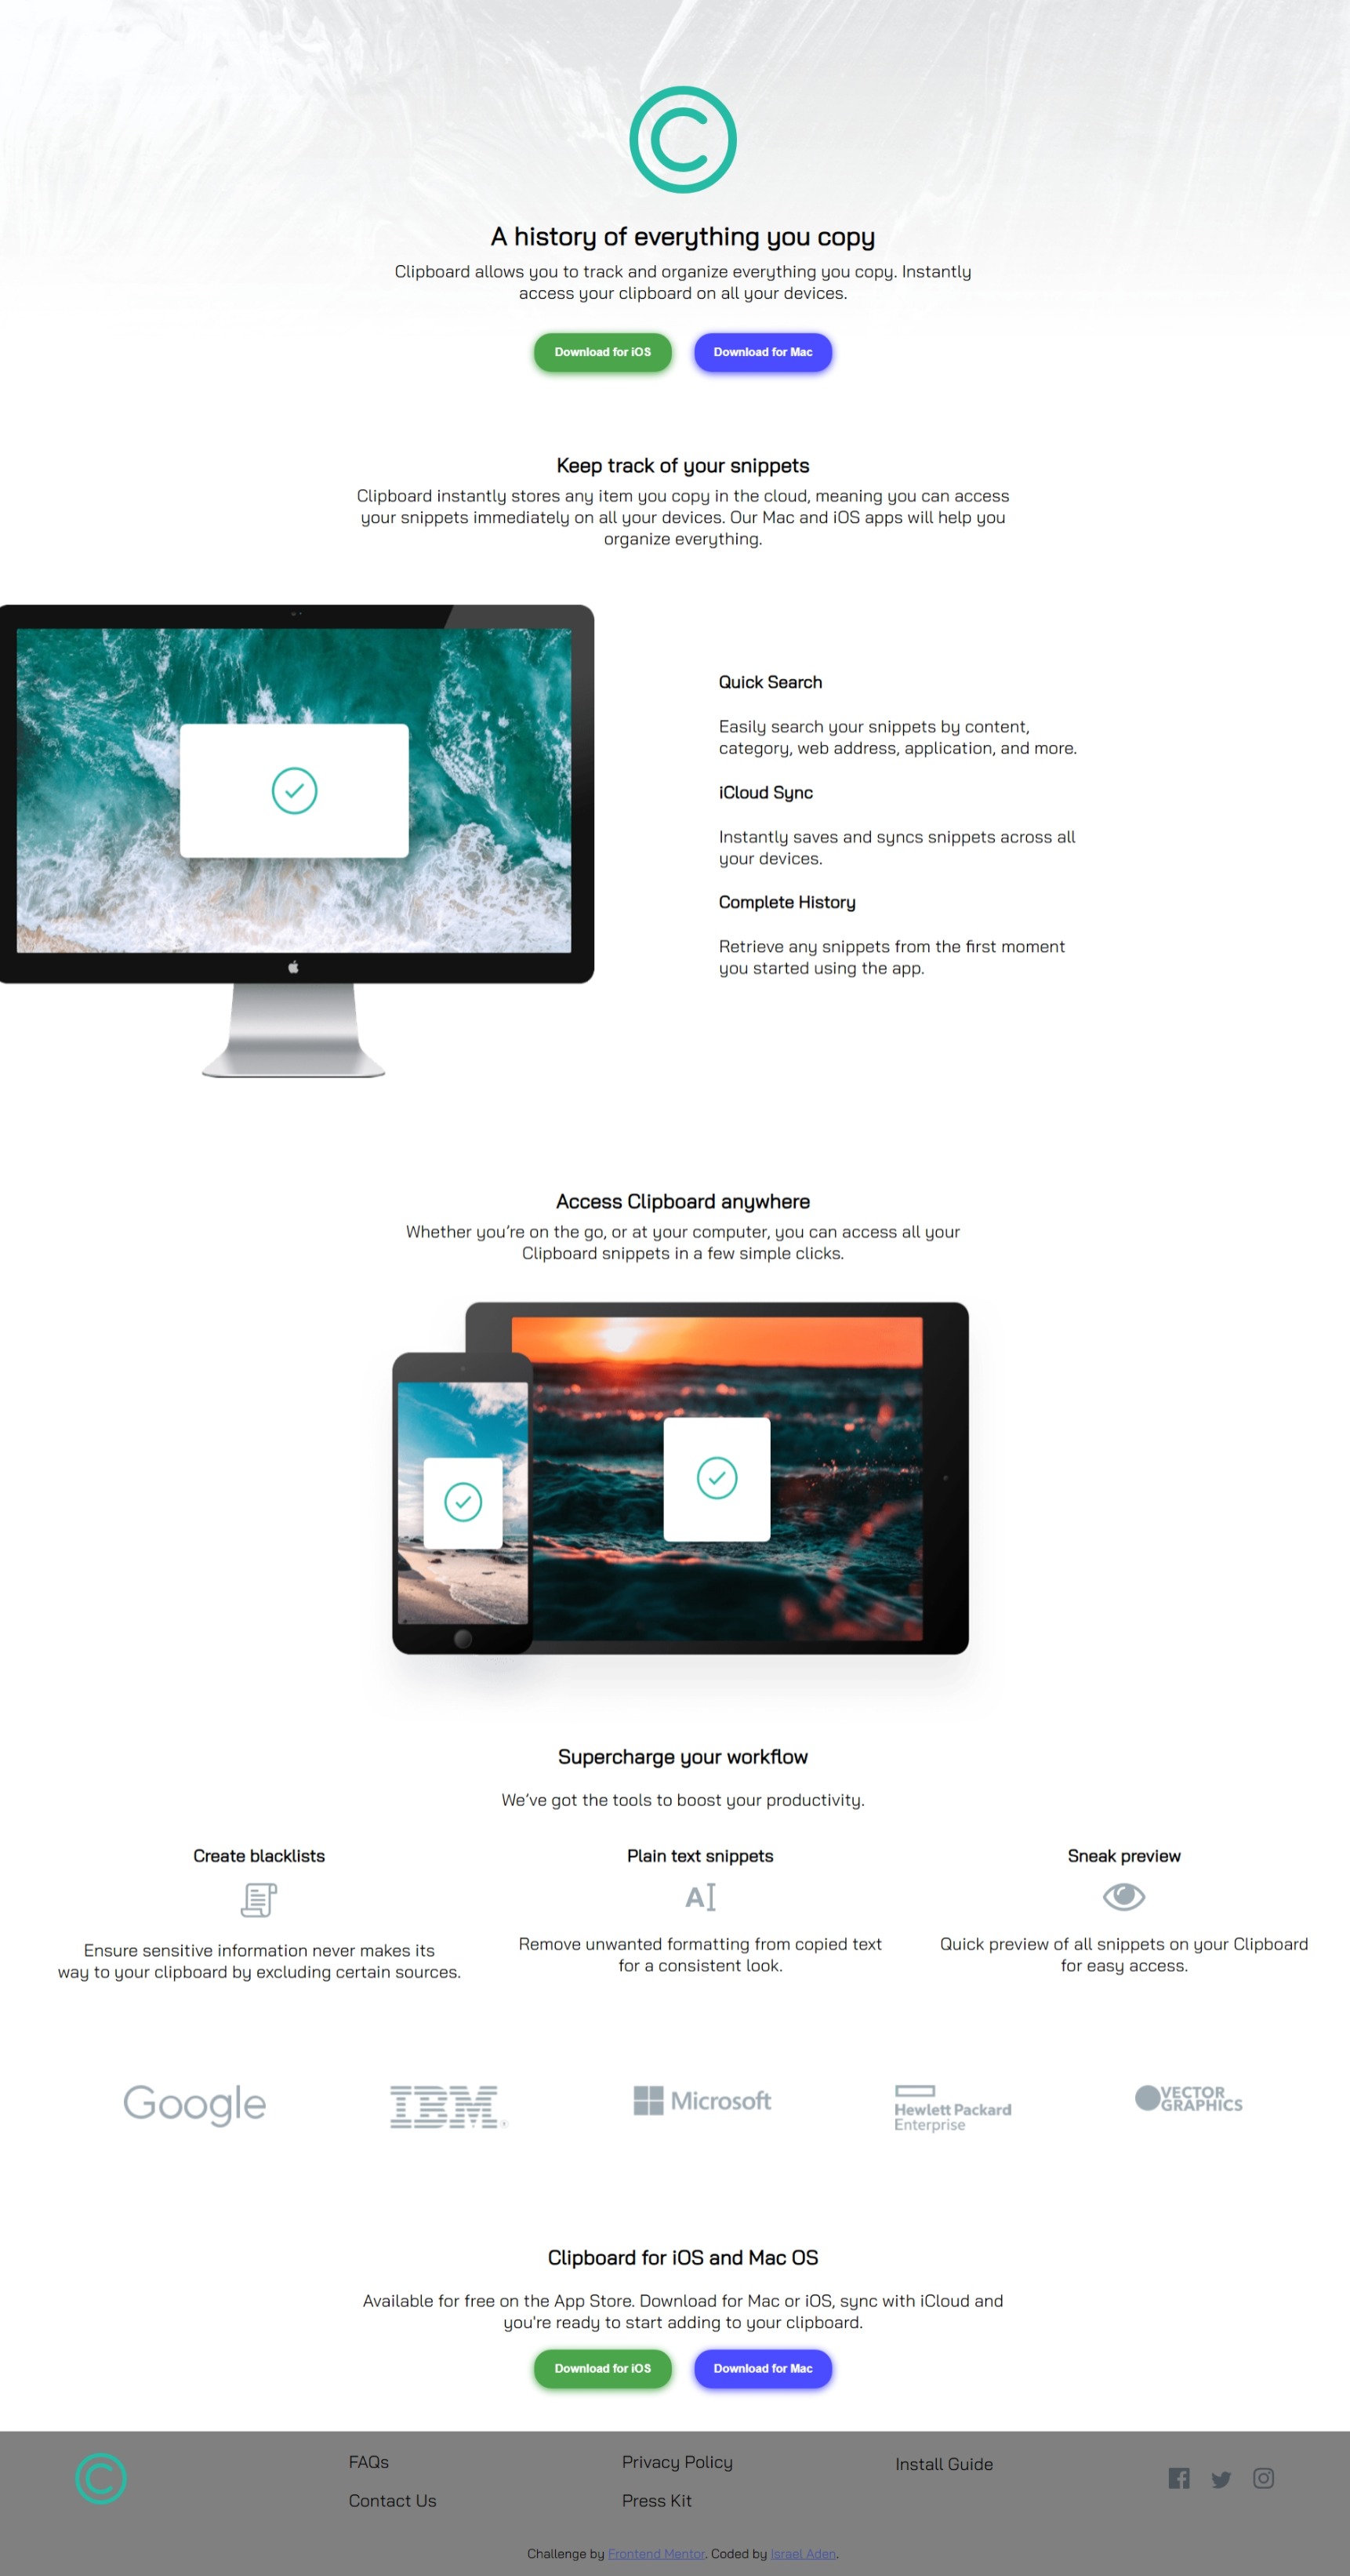 A history of everything you copy
Clipboard allows you to track and organize everything you copy. Instantly
access your clipboard on all your devices.
Download for iOS
Download for Mac
Keep track of your snippets
Clipboard instantly stores any item you copy in the cloud, meaning you can access
your snippets immediately on all your devices. Our Mac and iOS apps will help you
organize everything.
Quick Search
Easily search your snippets by content,
category, web address, application, and more.
iCloud Sync
Instantly saves and syncs snippets across all
your devices.
Complete History
Retrieve any snippets from the first moment
you started using the app.
Access Clipboard anywhere
Whether you’re on the go, or at your computer, you can access all your
Clipboard snippets in a few simple clicks.
Supercharge your workflow
We’ve got the tools to boost your productivity.
Create blacklists
Ensure sensitive information never makes its
way to your clipboard by excluding certain sources.
Plain text snippets
AI
Remove unwanted formatting from copied text
for a consistent look.
Sneak preview
Quick preview of all snippets on your Clipboard
for easy access.
Google
IBM
Microsoft
Hewlett Packard
Enterprise
VECTOR
GRAPHICS
Clipboard for iOS and Mac OS
Available for free on the App Store. Download for Mac or iOS, sync with iCloud and
you're ready to start adding to your clipboard.
Download for iOS
Download for Mac
FAQs
Contact Us
Privacy Policy
Press Kit
Install Guide
Challenge by Frontend Mentor. Coded by Israel Aden.